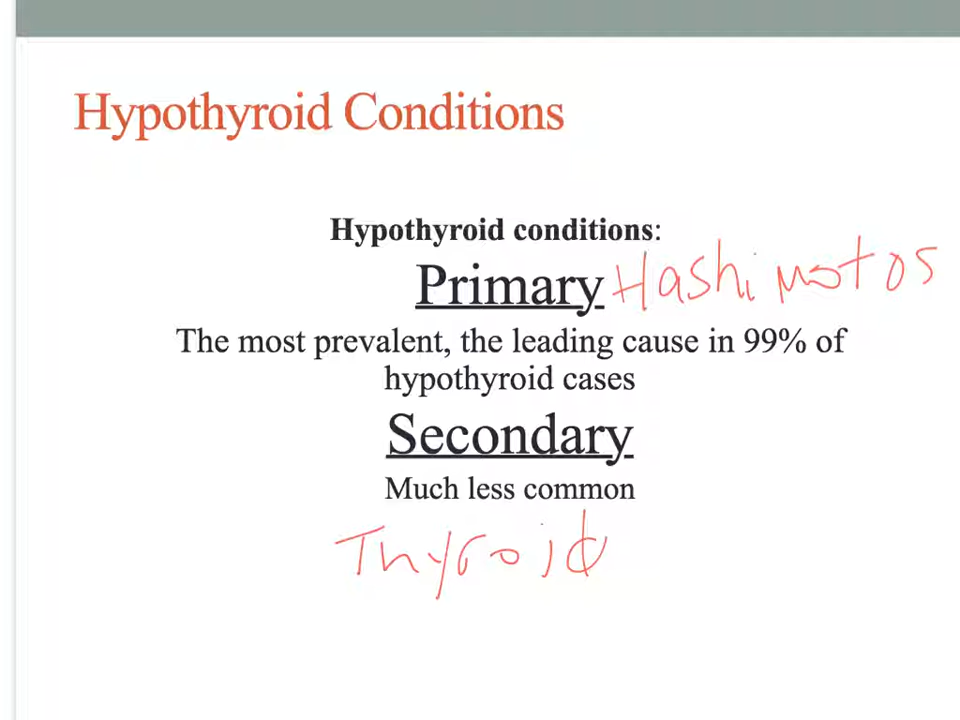 Hypothyroid Conditions
Hypothyroid conditions:
Primary Hashimotos
The most prevalent, the leading cause in 99% of
hypothyroid cases
Secondary
Much less common
Thyroid